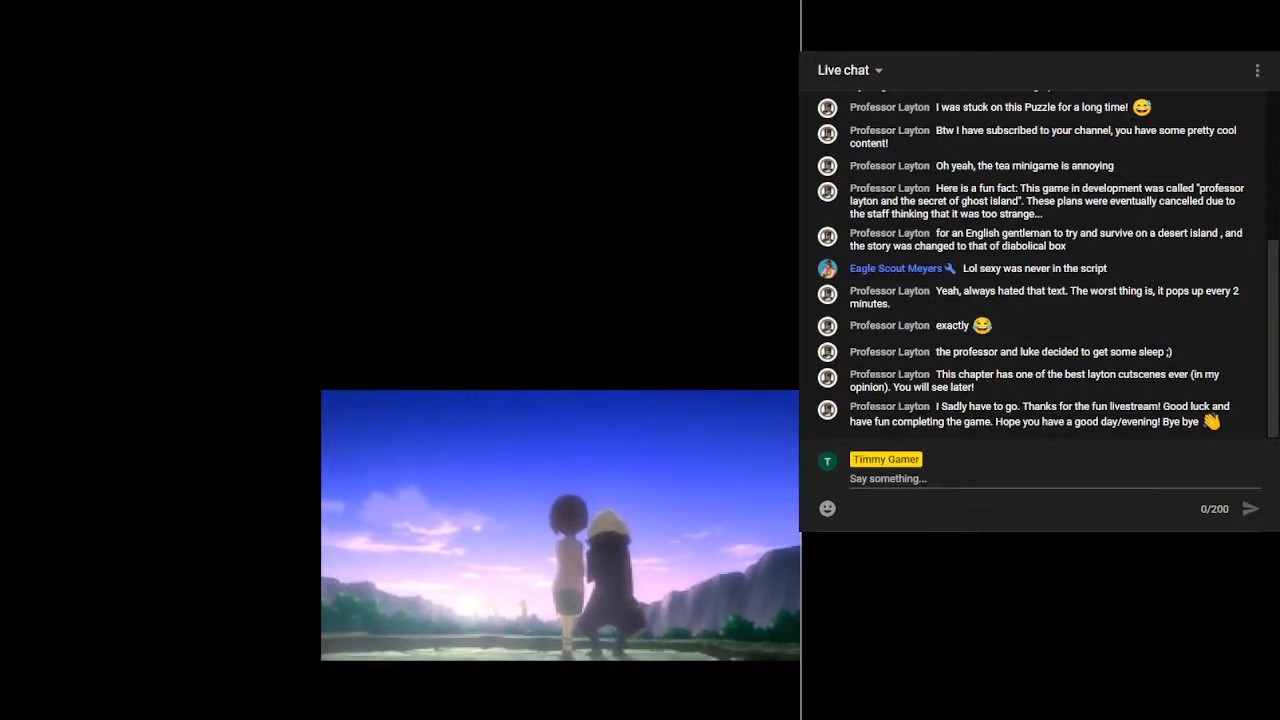 Live chat
Professor Layton I was stuck on this Puzzle for a long time! 😅
Professor Layton Btw I have subscribed to your channel, you have some pretty cool
content!
Professor Layton Oh yeah, the tea minigame is annoying
Professor Layton Here is a fun fact: This game in development was called "professor
layton and the secret of ghost island". These plans were eventually cancelled due to
the staff thinking that it was too strange...
Professor Layton for an English gentleman to try and survive on a desert island , and
the story was changed to that of diabolical box
Eagle Scout Meyers Lol sexy was never in the script
Professor Layton Yeah, always hated that text. The worst thing is, it pops up every 2
minutes.
Professor Layton exactly 😂
Professor Layton the professor and luke decided to get some sleep ;)
Professor Layton This chapter has one of the best layton cutscenes ever (in my
opinion). You will see later!
Professor Layton I Sadly have to go. Thanks for the fun livestream! Good luck and
have fun completing the game. Hope you have a good day/evening! Bye bye 👋
T Timmy Gamer
Say something...
0/200